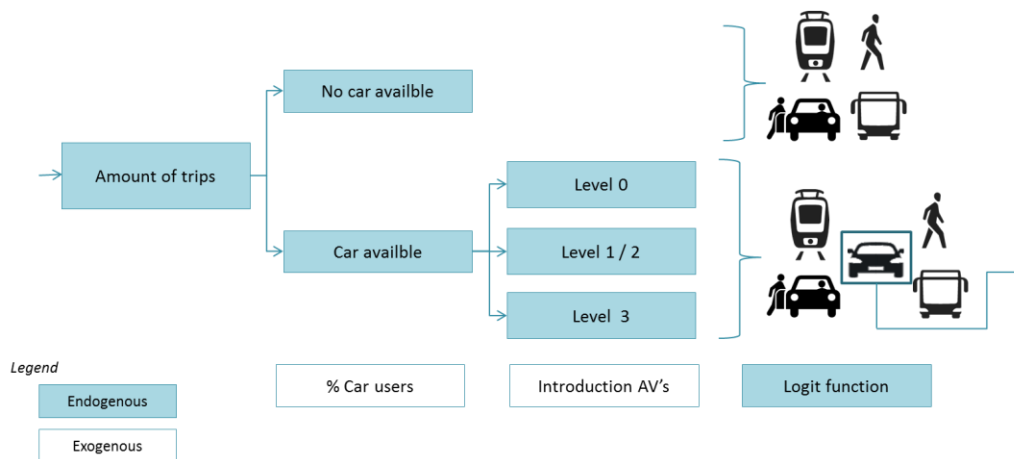 No car availble
Amount of trips
Level 0
Car availble
Level 1 / 2
Level 3
Legend
% Car users
Introduction AV's
Logit function
Endogenous
Exogenous